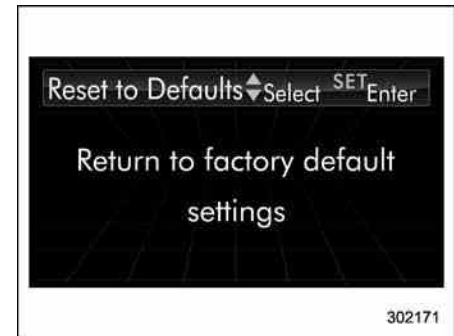 Reset to Defaults Select SET Enter
Return to factory default
settings
302171